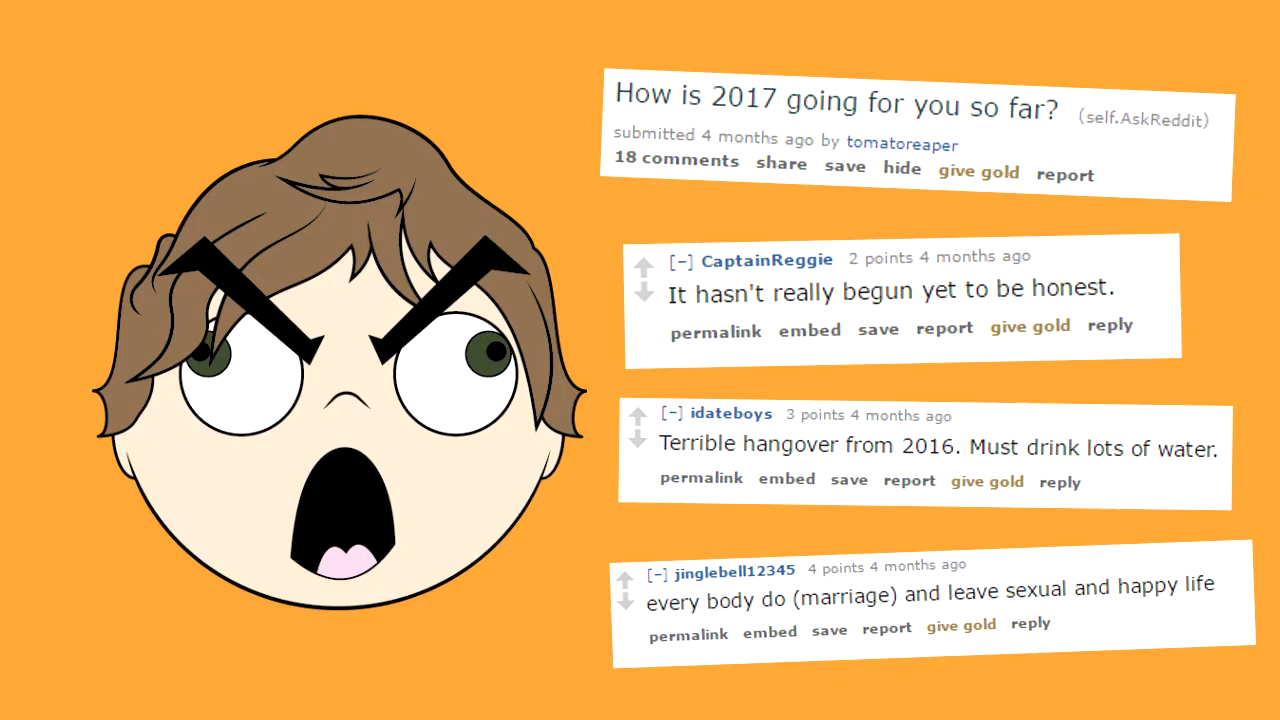 How is 2017 going for you so far? (self.AskReddit)
submitted 4 months ago by tomatoreaper
18 comments share save hide give gold report
[-] CaptainReggie 2 points 4 months ago
It hasn't really begun yet to be honest.
permalink embed save report give gold reply
[-] idateboys 3 points 4 months ago
Terrible hangover from 2016. Must drink lots of water.
permalink embed save report give gold reply
[-] jinglebell12345 4 points 4 months ago
every body do (marriage) and leave sexual and happy life
permalink embed save report give gold reply